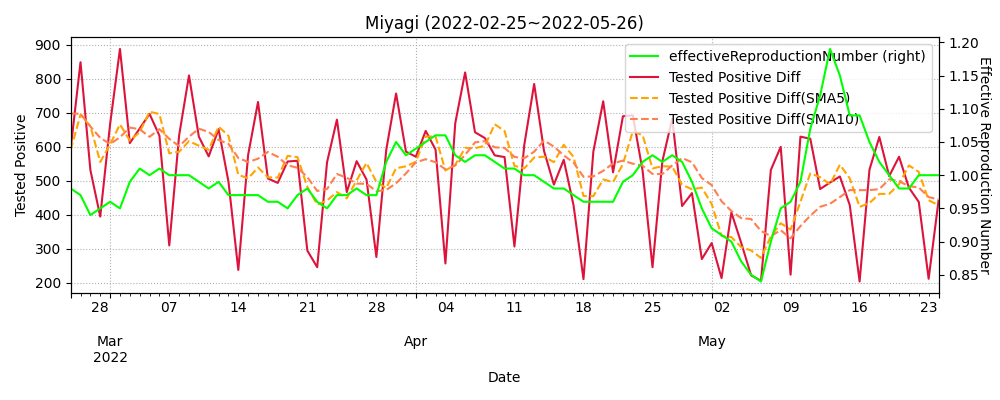 Miyagi (2022-02-25~2022-05-26)
effectiveReproductionNumber (right)
Tested Positive Diff
Tested Positive Diff(SMA5)
Tested Positive Diff(SMA10)
Tested Positive
900
800
700
600
500
400
300
200
1.20
1.15
1.10
1.05
1.00
0.95
0.90
0.85
Effective Reproduction Number
28 07 14 21 28 04 11 18 25 02 09 16 23
Mar Apr May
2022
Date